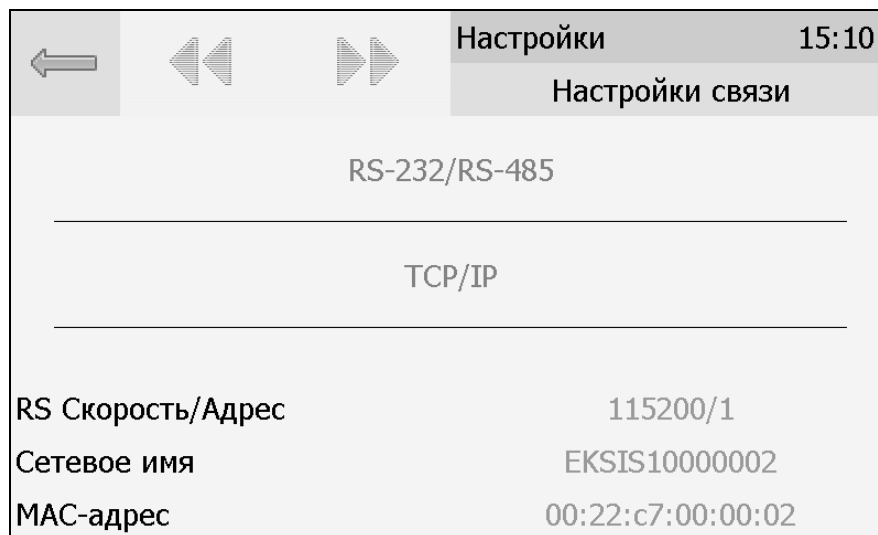 Настройки 15:10
Настройки связи
RS-232/RS-485
TCP/IP
RS Скорость/Адрес 115200/1
Сетевое имя EKSIS10000002
MAC-адрес 00:22:c7:00:00:02